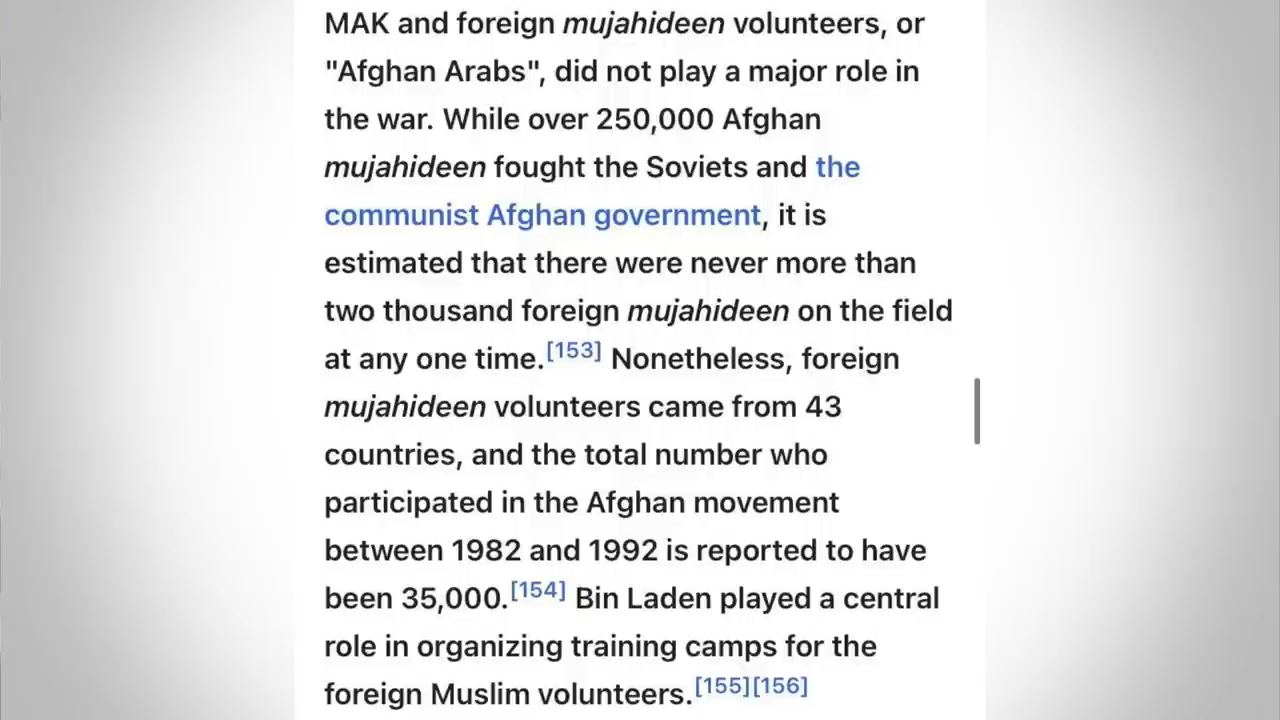 MAK and foreign mujahideen volunteers, or
"Afghan Arabs", did not play a major role in
the war. While over 250,000 Afghan
mujahideen fought the Soviets and the
communist Afghan government, it is
estimated that there were never more than
two thousand foreign mujahideen on the field
at any one time.[153] Nonetheless, foreign
mujahideen volunteers came from 43
countries, and the total number who
participated in the Afghan movement
between 1982 and 1992 is reported to have
been 35,000.[154] Bin Laden played a central
role in organizing training camps for the
foreign Muslim volunteers.[155][156]